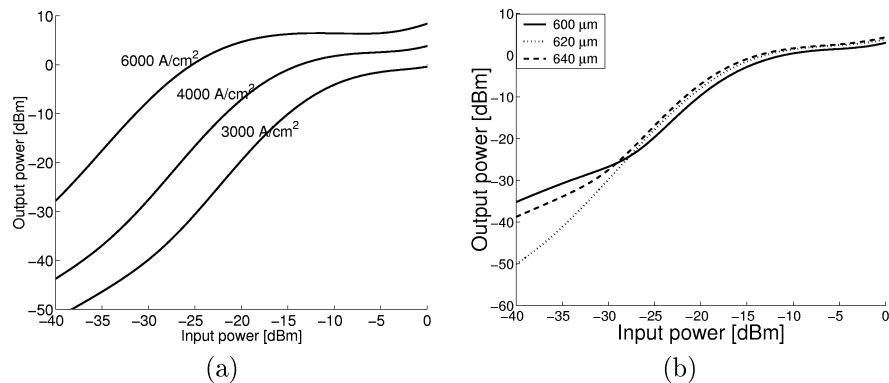 10
0
−10
−20
−30
−40
−50
Output power [dBm]
6000 A/cm²
4000 A/cm²
3000 A/cm²
−40 −35 −30 −25 −20 −15 −10 −5 0
Input power [dBm]
(a)
10
0
−10
−20
−30
−40
−50
−60
Output power [dBm]
600 µm
620 µm
640 µm
−40 −35 −30 −25 −20 −15 −10 −5 0
Input power [dBm]
(b)